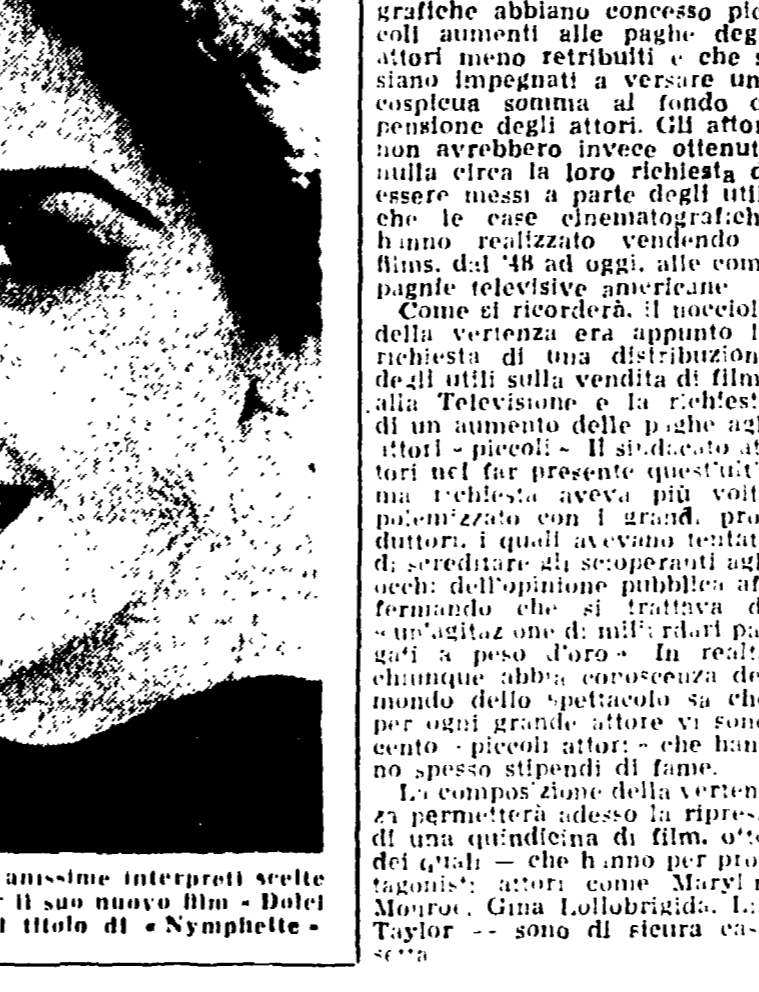 anissime interpreti scelte
r il suo nuovo film « Dolci
l titolo di « Nymphette »
grafiche abbiano concesso pic
coli aumenti alle paghe deg
attori meno retribuiti e che s
siano impegnati a versare un
cospicua somma al fondo d
pensione degli attori. Gli attor
non avrebbero invece ottenut
nulla circa la loro richiesta d
essere messi a parte degli util
che le case cinematografich
hanno realizzato vendendo
films, dal '48 ad oggi, alle com
pagnie televisive americane
Come si ricorderà, il nocciol
della vertenza era appunto l
richiesta di una distribuzion
degli utili sulla vendita di film
alla Televisione e la richiest
di un aumento delle paghe agl
attori « piccoli » Il sindacato at
tori nel far presente quest'ult'
ma richiesta aveva più volt
polemizzato con i grandi pro
duttori, i quali avevano tentat
di screditare gli scioperanti agl
occhi dell'opinione pubblica af
fermando che si trattava d
« un'agitazione di miliardari pa
gati a peso d'oro » In realt
chiunque abbia conoscenza de
mondo dello spettacolo sa che
per ogni grande attore vi sono
cento « piccoli attori » che han
no spesso stipendi di fame.
La composizione della verten
za permetterà adesso la ripre-
di una quindicina di film, otto
dei quali — che hanno per pro
tagonisti attori come Maryl
Monroe, Gina Lollobrigida, L
Taylor -- sono di sicura cas-
setta